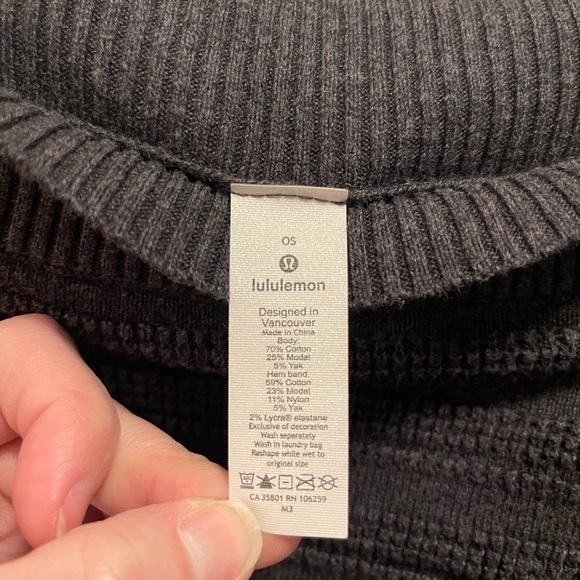 OS
lululemon
Designed in
Vancouver
Made in China
Body:
70% Cotton
25% Modal
5% Yak
Hem band:
59% Cotton
23% Modal
11% Nylon
5% Yak
2% Lycra® elastane
Exclusive of decoration
Wash separately
Wash in laundry bag
Reshape while wet to
original size
CA 35801 RN 106259
M3